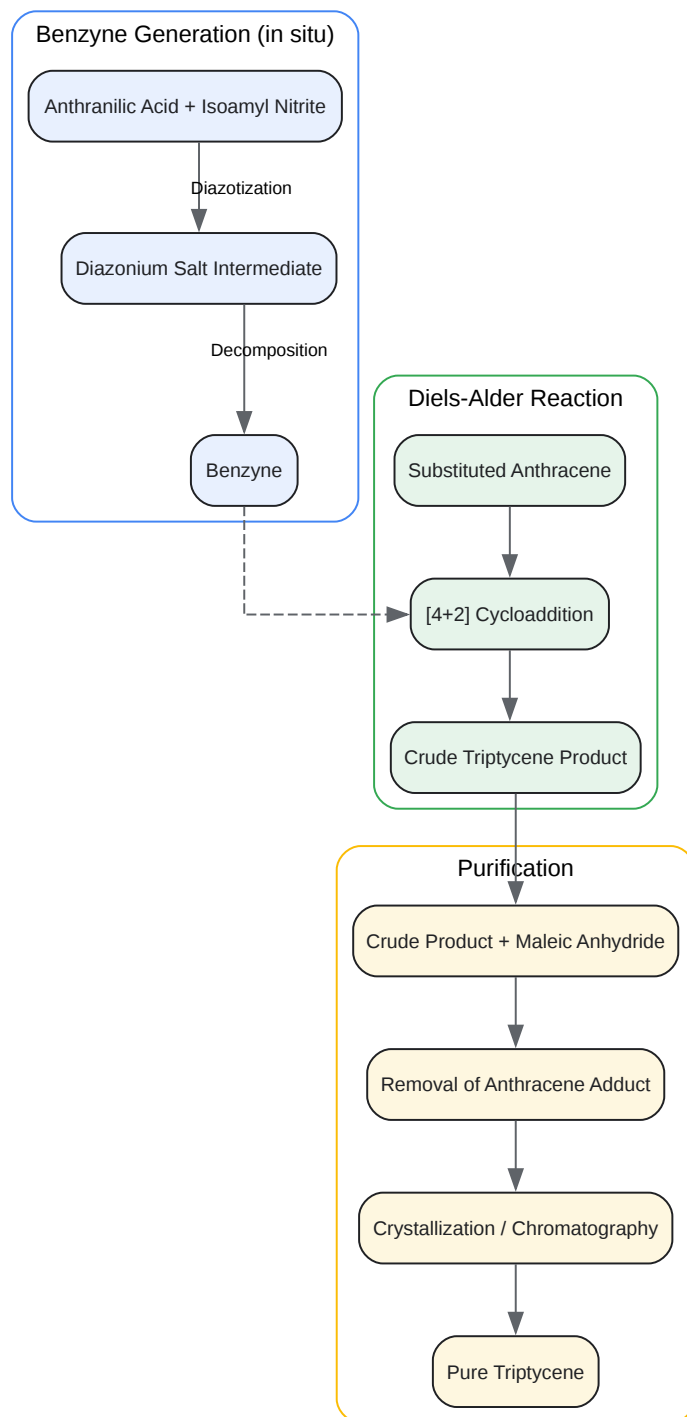 Benzyne Generation (in situ)
Anthranilic Acid + Isoamyl Nitrite
Diazotization
Diazonium Salt Intermediate
Decomposition
Benzyne
Diels-Alder Reaction
Substituted Anthracene
[4+2] Cycloaddition
Crude Triptycene Product
Purification
Crude Product + Maleic Anhydride
Removal of Anthracene Adduct
Crystallization / Chromatography
Pure Triptycene